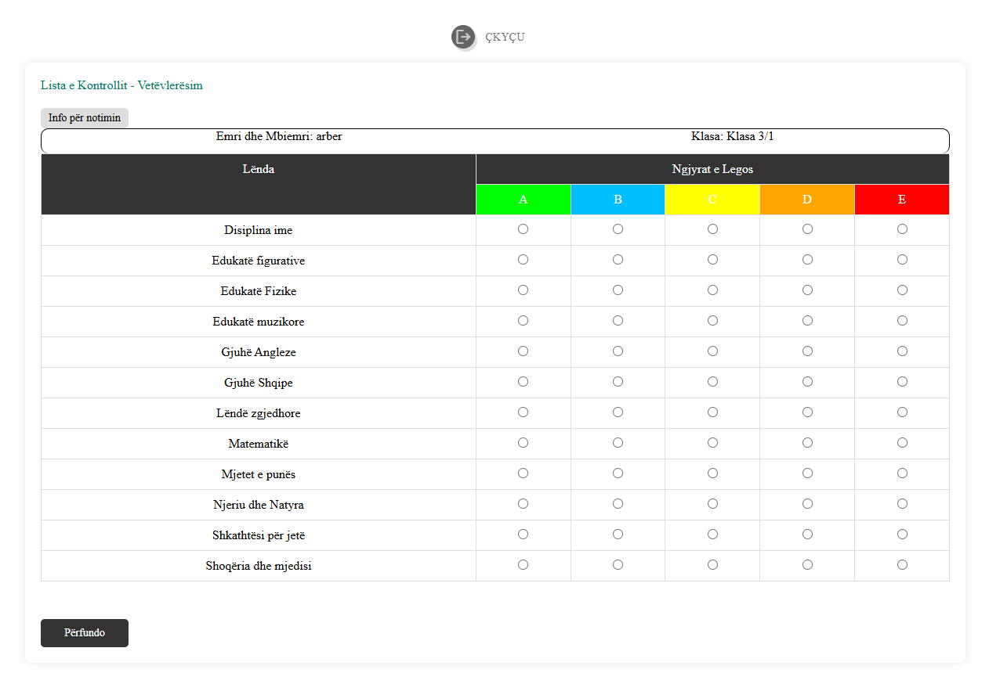 ÇKYÇU
Lista e Kontrollit - Vetëvlerësim
Info për notimin
Emri dhe Mbiemri: arber Klasa: Klasa 3/1
Lënda Ngjyrat e Legos
A B C D E
Disiplina ime
Edukatë figurative
Edukatë Fizike
Edukatë muzikore
Gjuhë Angleze
Gjuhë Shqipe
Lëndë zgjedhore
Matematikë
Mjetet e punës
Njeriu dhe Natyra
Shkathtësi për jetë
Shoqëria dhe mjedisi
Përfundo